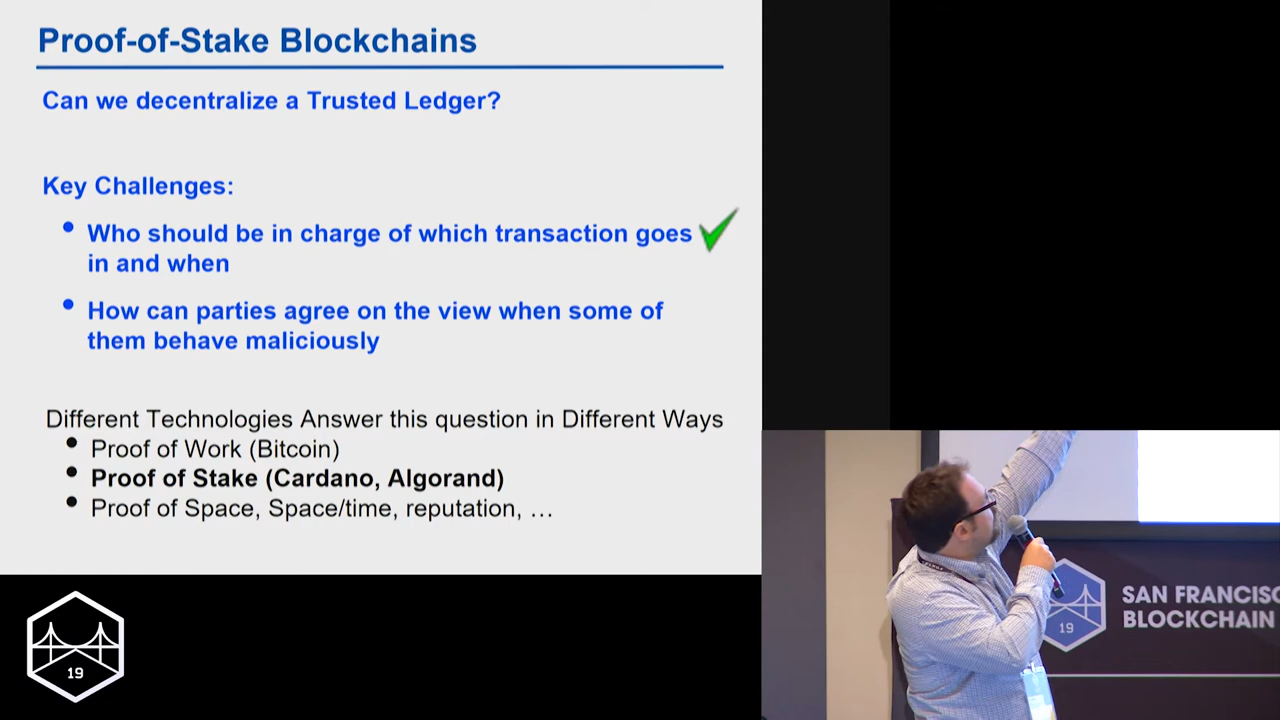 Proof-of-Stake Blockchains
Can we decentralize a Trusted Ledger?
Key Challenges:
Who should be in charge of which transaction goes
in and when
How can parties agree on the view when some of
them behave maliciously
Different Technologies Answer this question in Different Ways
Proof of Work (Bitcoin)
Proof of Stake (Cardano, Algorand)
Proof of Space, Space/time, reputation, …
19
SAN FRANCISC
BLOCKCHAIN
19